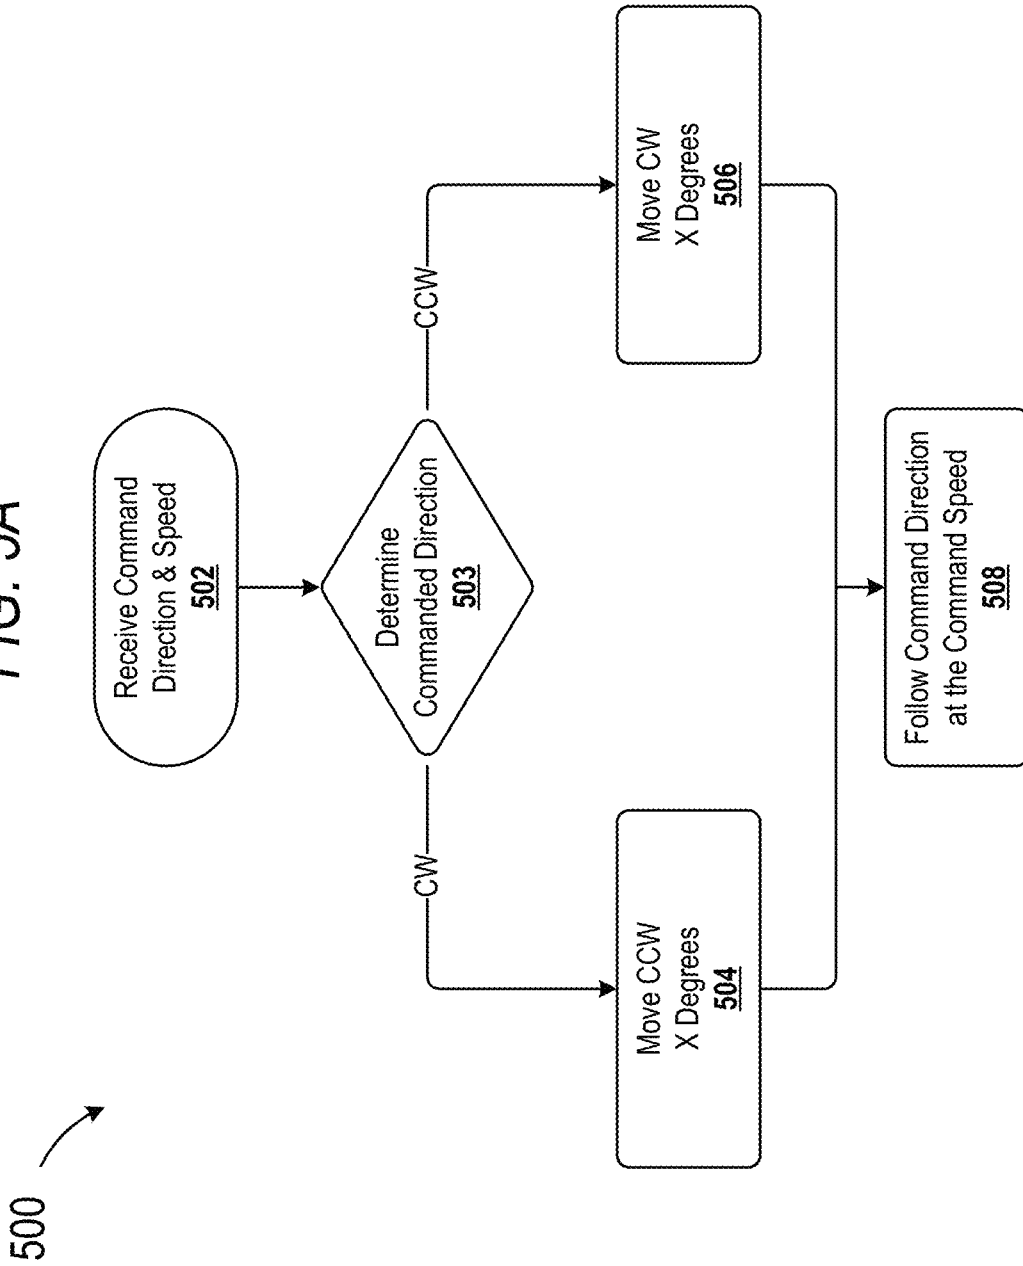 FIG. 5A
500
Receive Command
Direction & Speed
502
Determine
Commanded Direction
503
CW
CCW
Move CCW
X Degrees
504
Move CW
X Degrees
506
Follow Command Direction
at the Command Speed
508